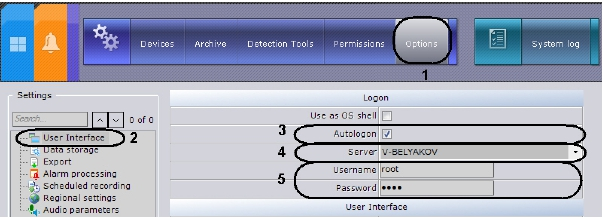 Devices Archive Detection Tools Permissions Options System log
1
Settings
Search... 0 of 0
User Interface 2
Data storage
Export
Alarm processing
Scheduled recording
Regional settings
Audio parameters
Logon
Use as OS shell
3 Autologon
4 Server V-BELYAKOV
Username root
5
Password ••••
User Interface